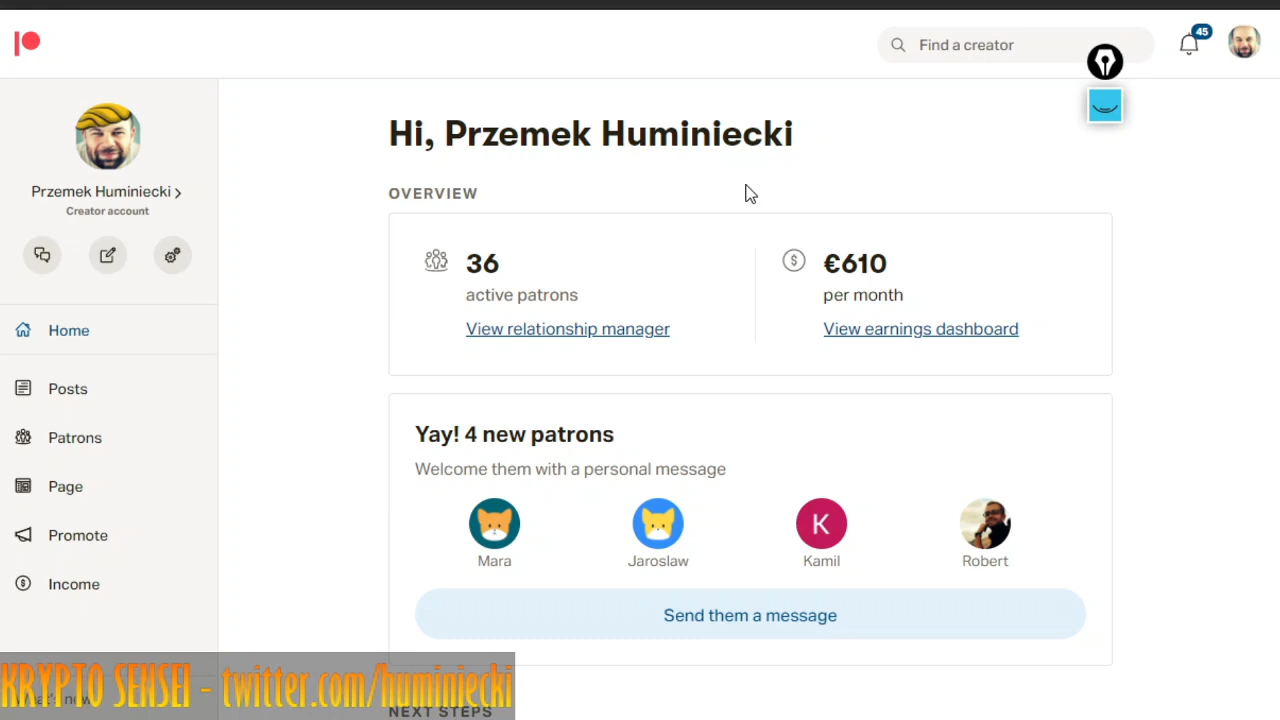 Find a creator
45
Hi, Przemek Huminiecki
Przemek Huminiecki
Creator account
OVERVIEW
36
active patrons
View relationship manager
€610
per month
View earnings dashboard
Home
Posts
Patrons
Page
Promote
Income
Yay! 4 new patrons
Welcome them with a personal message
Mara
Jaroslaw
K
Kamil
Robert
Send them a message
What's new
KRYPTO SENSEI - twitter.com/huminiecki
NEXT STEPS